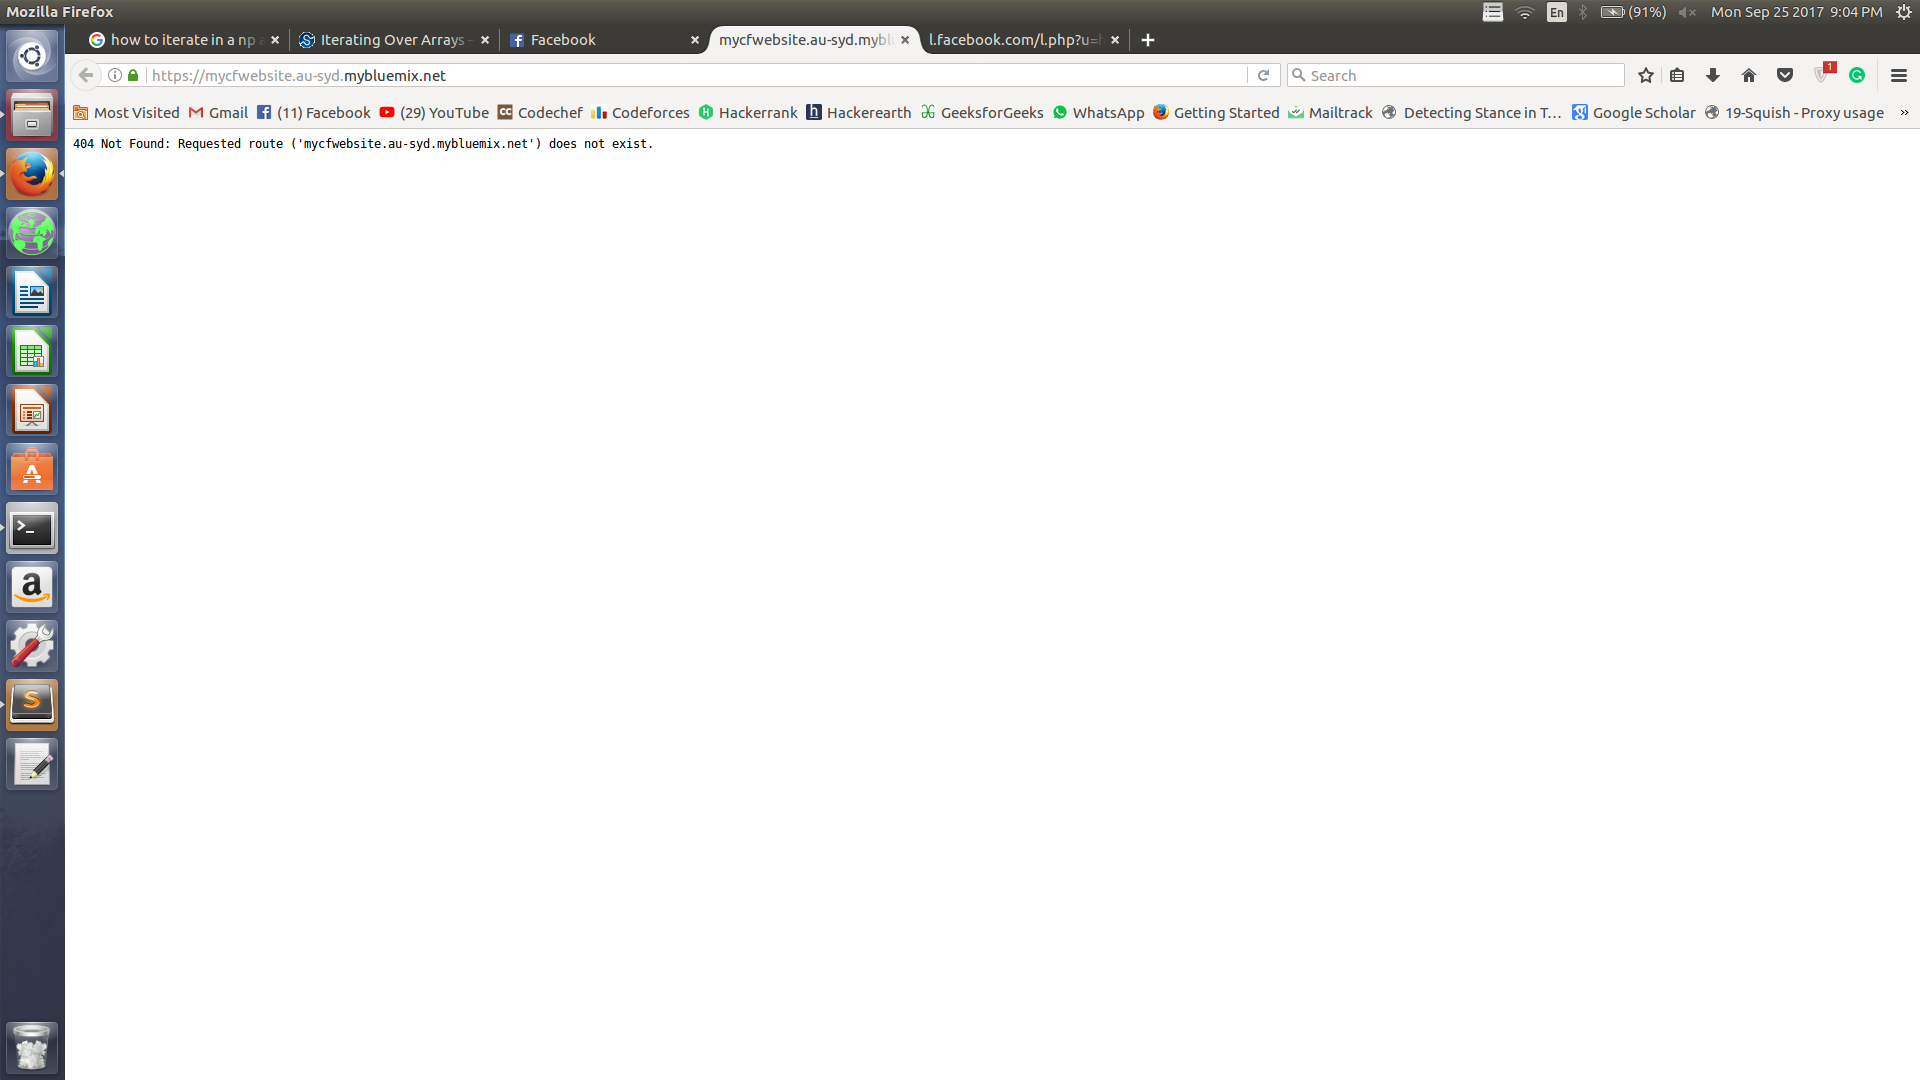 Mozilla Firefox
En (91%) Mon Sep 25 2017 9:04 PM
how to iterate in a np a
Iterating Over Arrays -
Facebook
mycfwebsite.au-syd.mybl
l.facebook.com/l.php?u=
https://mycfwebsite.au-syd.mybluemix.net
Search
1
Most Visited Gmail (11) Facebook (29) YouTube Codechef Codeforces Hackerrank Hackerearth GeeksforGeeks WhatsApp Getting Started Mailtrack Detecting Stance in T... Google Scholar 19-Squish - Proxy usage »
404 Not Found: Requested route ('mycfwebsite.au-syd.mybluemix.net') does not exist.